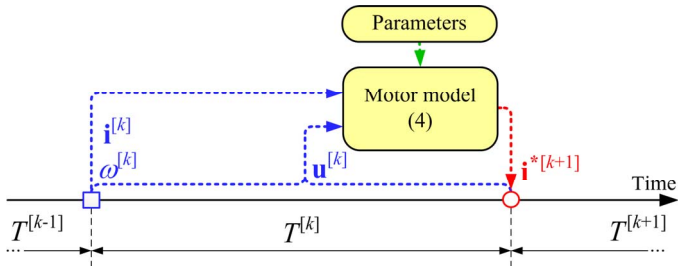 Parameters
Motor model
(4)
i^[k]
ω^[k]
u^[k]
i*[k+1]
Time
T^[k-1]
T^[k]
T^[k+1]
... ...